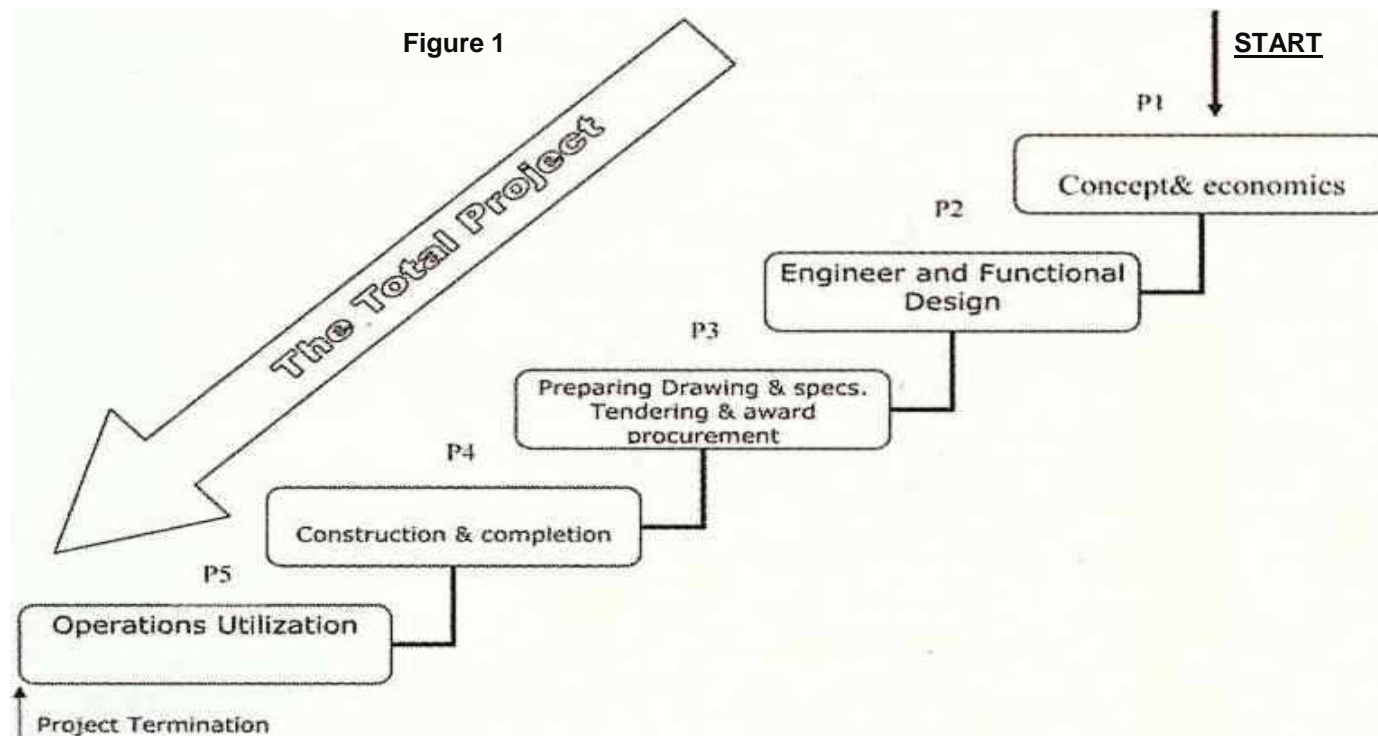 Figure 1
START
The Total Project
P1
Concept& economics
P2
Engineer and Functional
Design
P3
Preparing Drawing & specs.
Tendering & award
procurement
P4
Construction & completion
P5
Operations Utilization
Project Termination